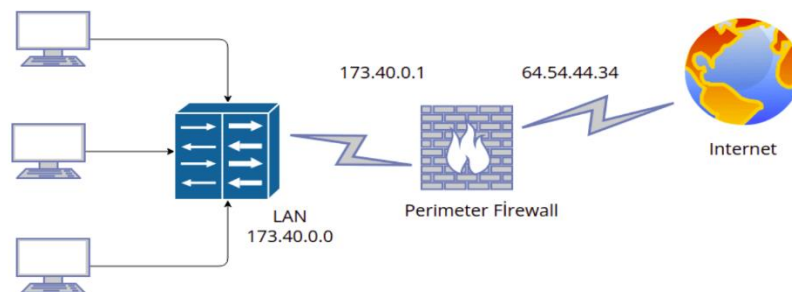 173.40.0.1
64.54.44.34
Internet
Perimeter Fİrewall
LAN
173.40.0.0